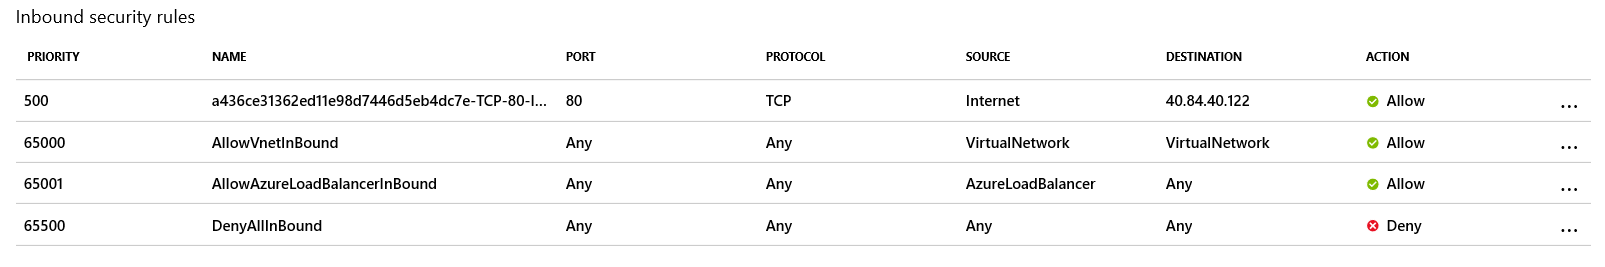 Inbound security rules
PRIORITY NAME PORT PROTOCOL SOURCE DESTINATION ACTION
500 a436ce31362ed11e98d7446d5eb4dc7e-TCP-80-I... 80 TCP Internet 40.84.40.122 Allow ...
65000 AllowVnetInBound Any Any VirtualNetwork VirtualNetwork Allow ...
65001 AllowAzureLoadBalancerInBound Any Any AzureLoadBalancer Any Allow ...
65500 DenyAllInBound Any Any Any Any Deny ...